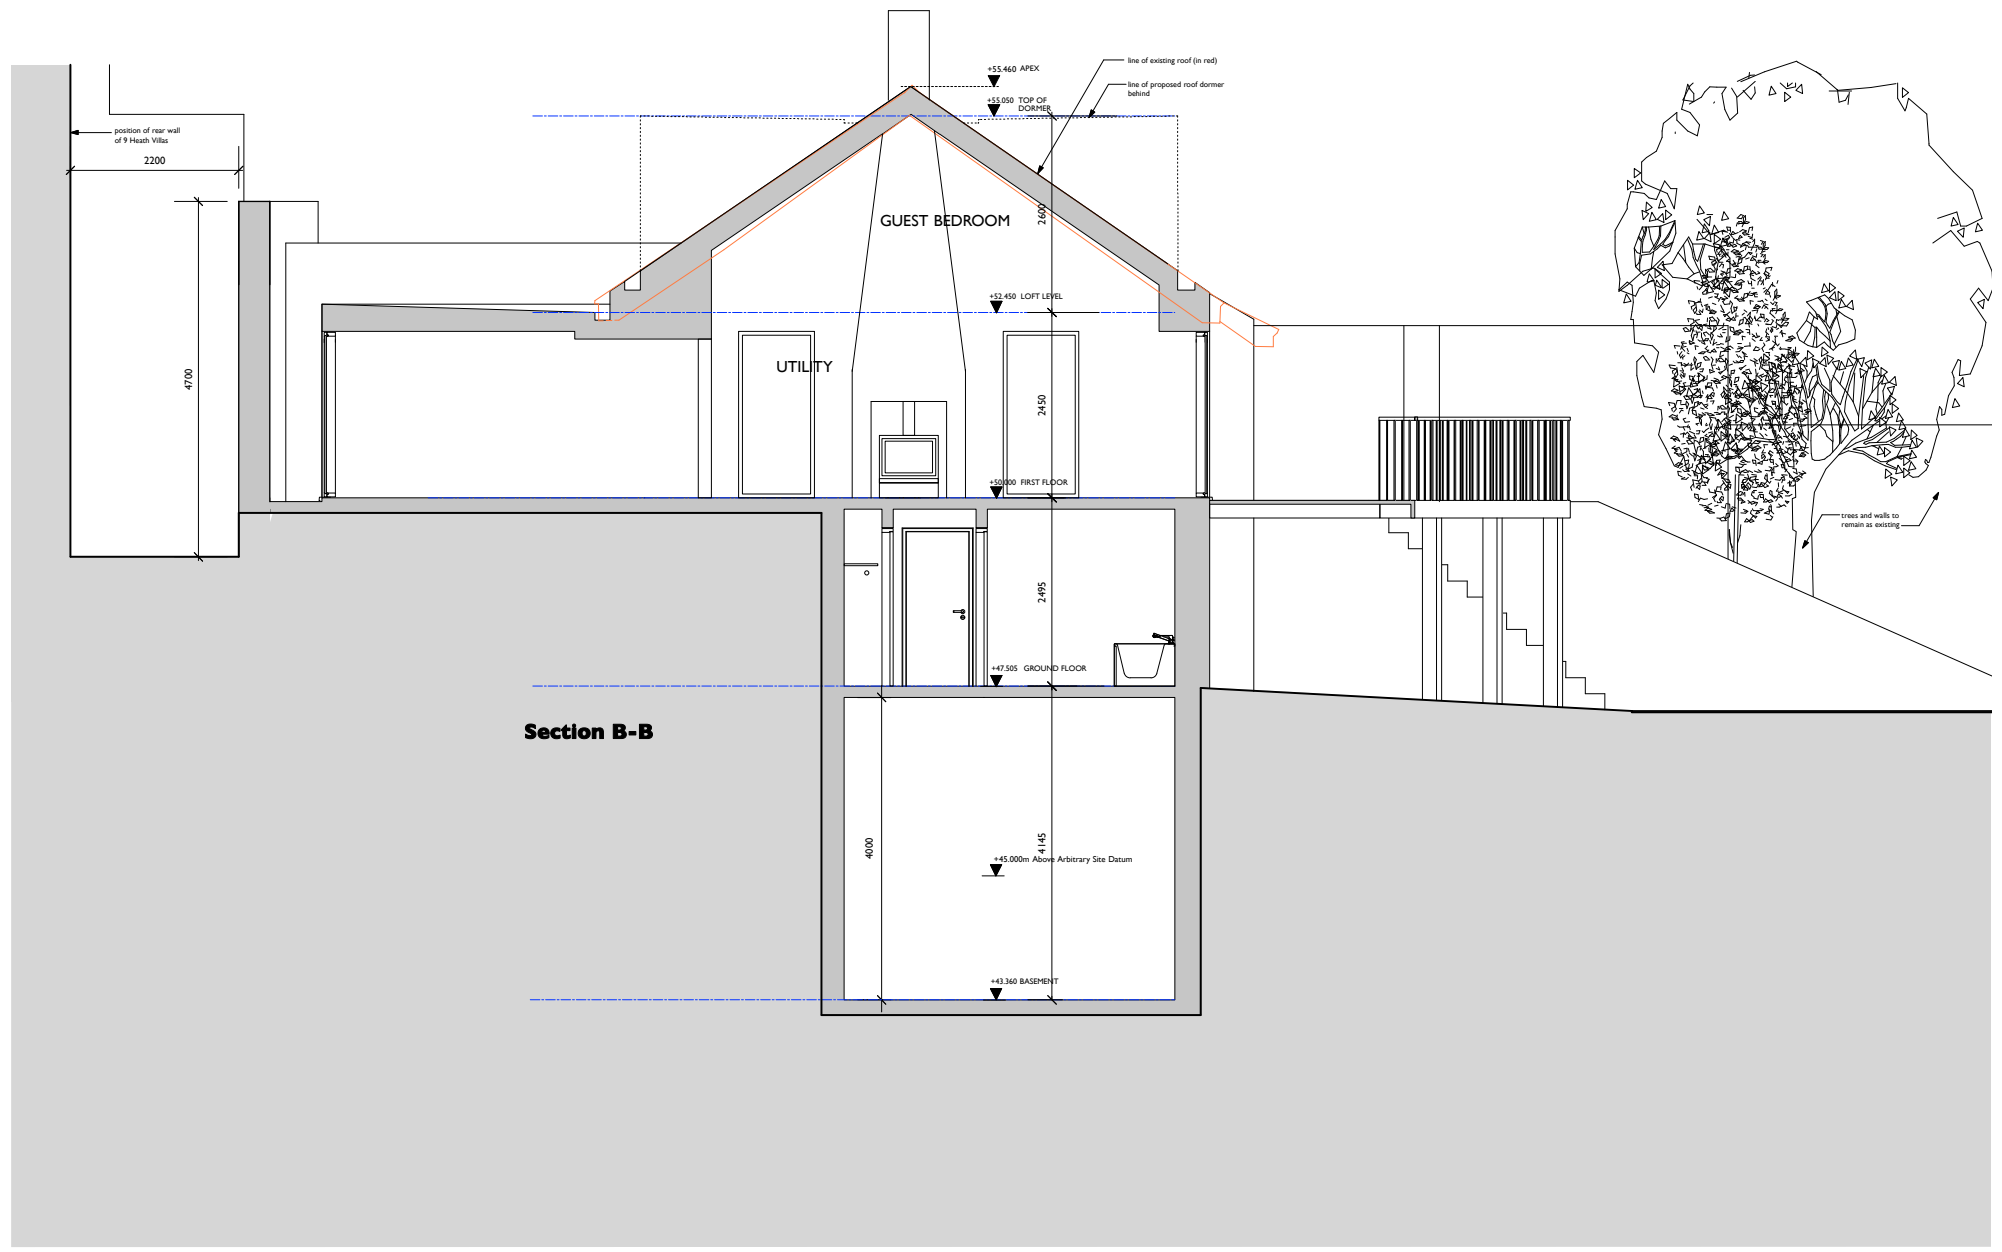 +55.460 APEX
line of existing roof (in red)
line of proposed roof dormer
behind
+55.050 TOP OF
DORMER
position of rear wall
of 9 Heath Villas
2200
2600
GUEST BEDROOM
+52.450 LOFT LEVEL
4700
UTILITY
2450
+50.000 FIRST FLOOR
trees and walls to
remain as existing
2495
+47.505 GROUND FLOOR
Section B-B
4000
4145
+45.000m Above Arbitrary Site Datum
+43.360 BASEMENT